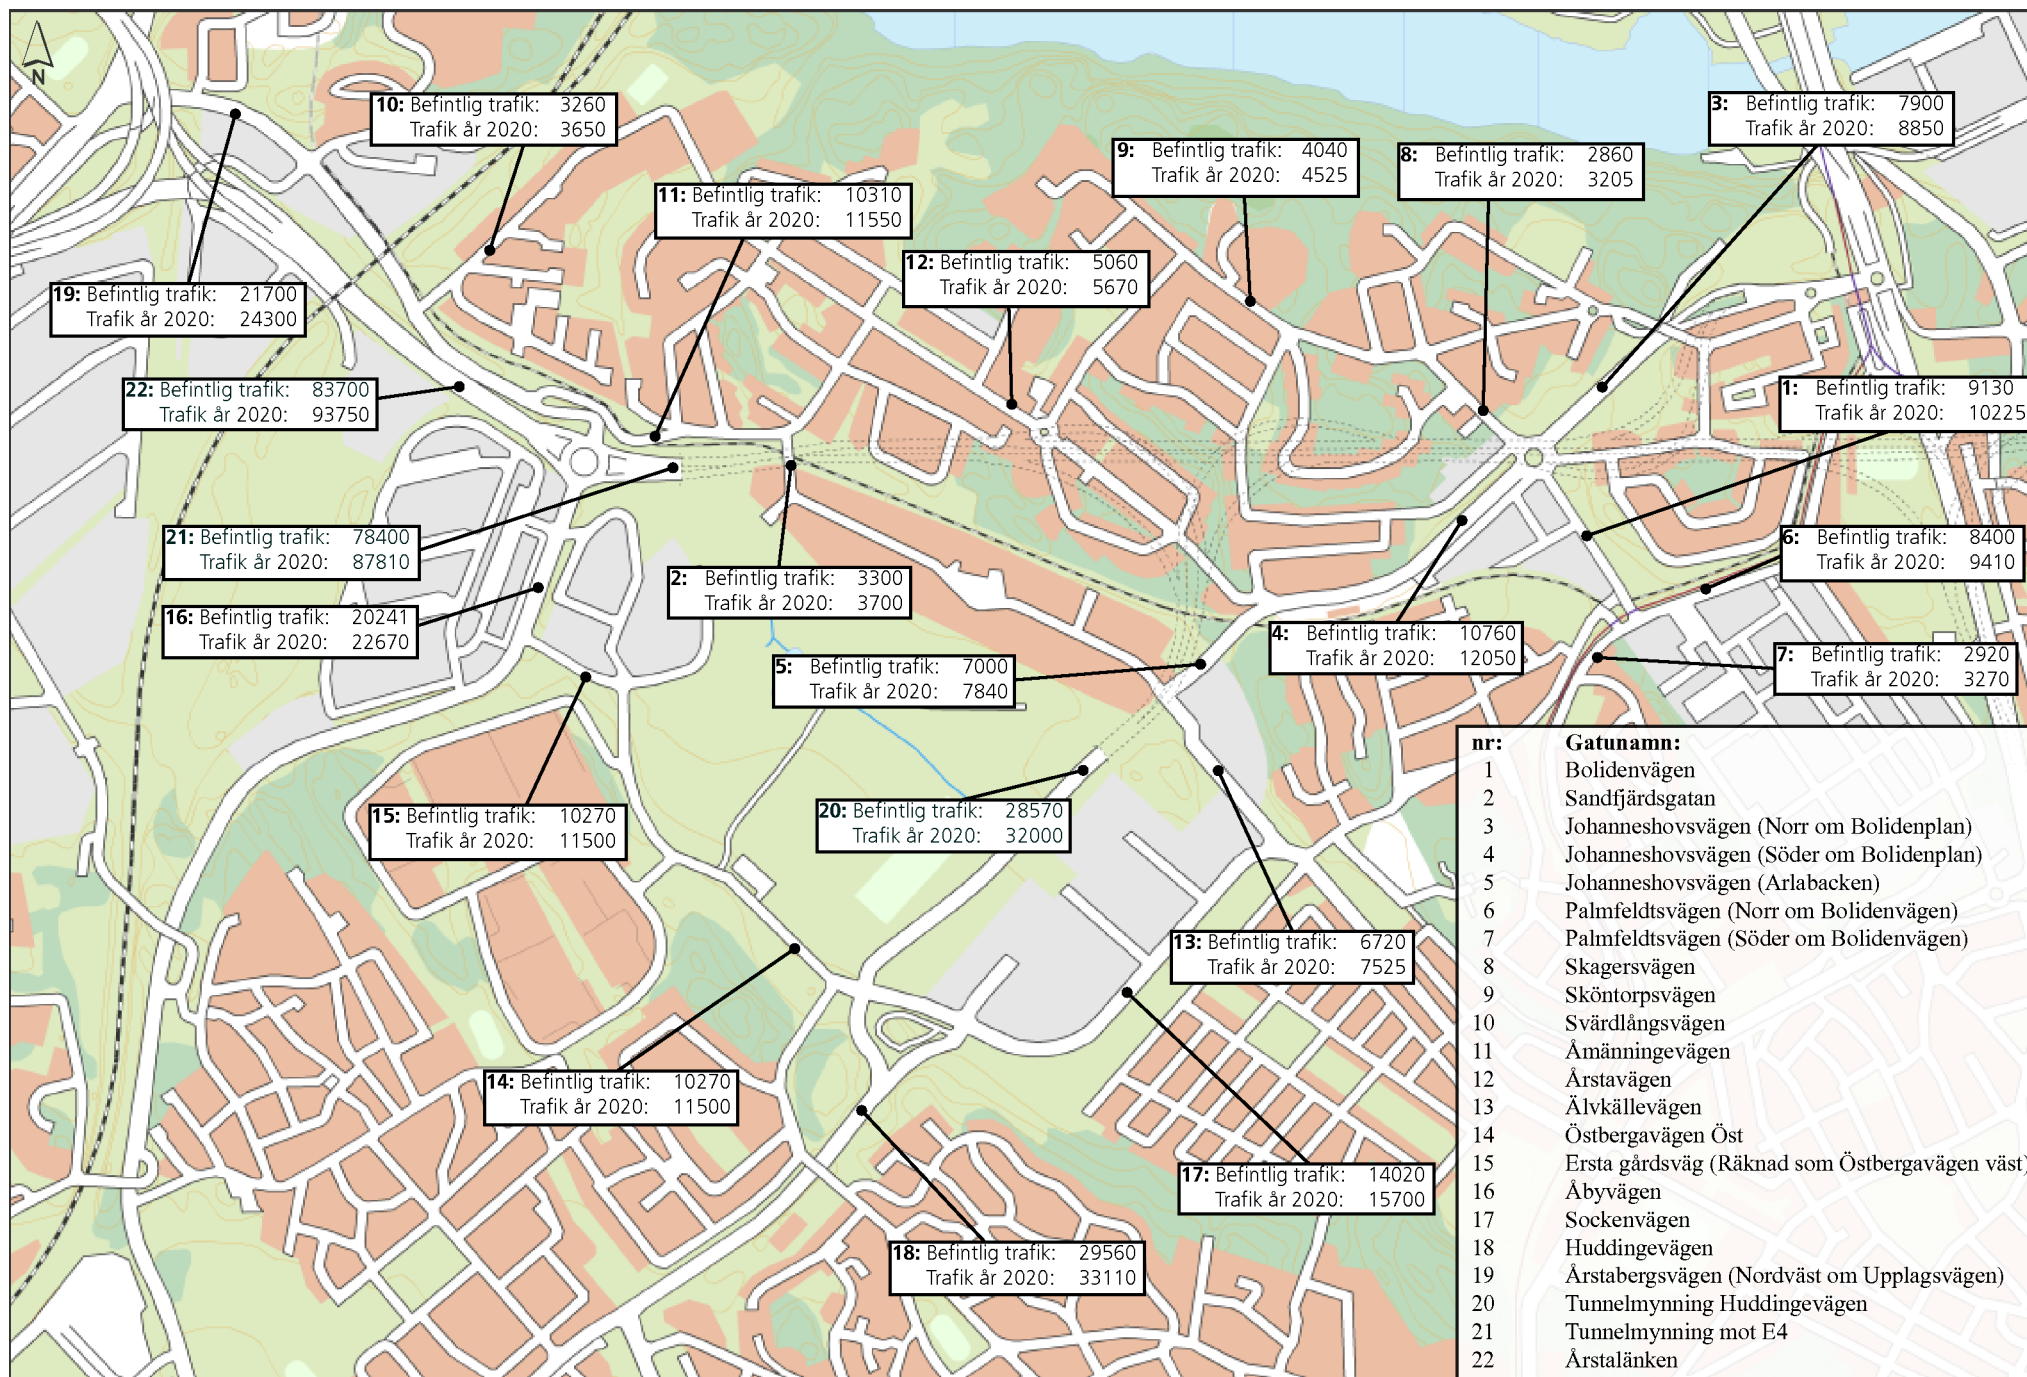 N
10: Befintlig trafik: 3260
Trafik år 2020: 3650
3: Befintlig trafik: 7900
Trafik år 2020: 8850
9: Befintlig trafik: 4040
Trafik år 2020: 4525
8: Befintlig trafik: 2860
Trafik år 2020: 3205
11: Befintlig trafik: 10310
Trafik år 2020: 11550
12: Befintlig trafik: 5060
Trafik år 2020: 5670
19: Befintlig trafik: 21700
Trafik år 2020: 24300
22: Befintlig trafik: 83700
Trafik år 2020: 93750
1: Befintlig trafik: 9130
Trafik år 2020: 10225
21: Befintlig trafik: 78400
Trafik år 2020: 87810
6: Befintlig trafik: 8400
Trafik år 2020: 9410
2: Befintlig trafik: 3300
Trafik år 2020: 3700
16: Befintlig trafik: 20241
Trafik år 2020: 22670
4: Befintlig trafik: 10760
Trafik år 2020: 12050
5: Befintlig trafik: 7000
Trafik år 2020: 7840
7: Befintlig trafik: 2920
Trafik år 2020: 3270
15: Befintlig trafik: 10270
Trafik år 2020: 11500
20: Befintlig trafik: 28570
Trafik år 2020: 32000
13: Befintlig trafik: 6720
Trafik år 2020: 7525
14: Befintlig trafik: 10270
Trafik år 2020: 11500
17: Befintlig trafik: 14020
Trafik år 2020: 15700
18: Befintlig trafik: 29560
Trafik år 2020: 33110
nr: Gatunamn:
1 Bolidenvägen
2 Sandfjärdsgatan
3 Johanneshovsvägen (Norr om Bolidenplan)
4 Johanneshovsvägen (Söder om Bolidenplan)
5 Johanneshovsvägen (Arlabacken)
6 Palmfeldtsvägen (Norr om Bolidenvägen)
7 Palmfeldtsvägen (Söder om Bolidenvägen)
8 Skagersvägen
9 Sköntorpsvägen
10 Svärdlångsvägen
11 Åmänningevägen
12 Årstavägen
13 Älvkällevägen
14 Östbergavägen Öst
15 Ersta gårdsväg (Räknad som Östbergavägen väst)
16 Åbyvägen
17 Sockenvägen
18 Huddingevägen
19 Årstabergsvägen (Nordväst om Upplagsvägen)
20 Tunnelmynning Huddingevägen
21 Tunnelmynning mot E4
22 Årstalänken